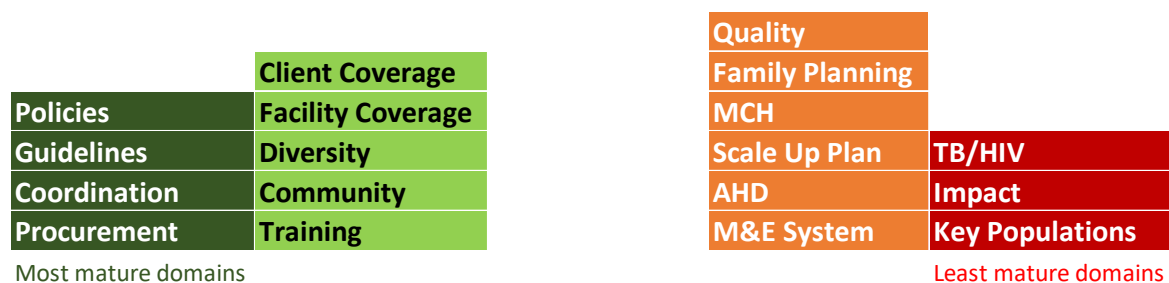 Quality
Client Coverage Family Planning
Policies Facility Coverage MCH
Guidelines Diversity Scale Up Plan TB/HIV
Coordination Community AHD Impact
Procurement Training M&E System Key Populations
Most mature domains Least mature domains